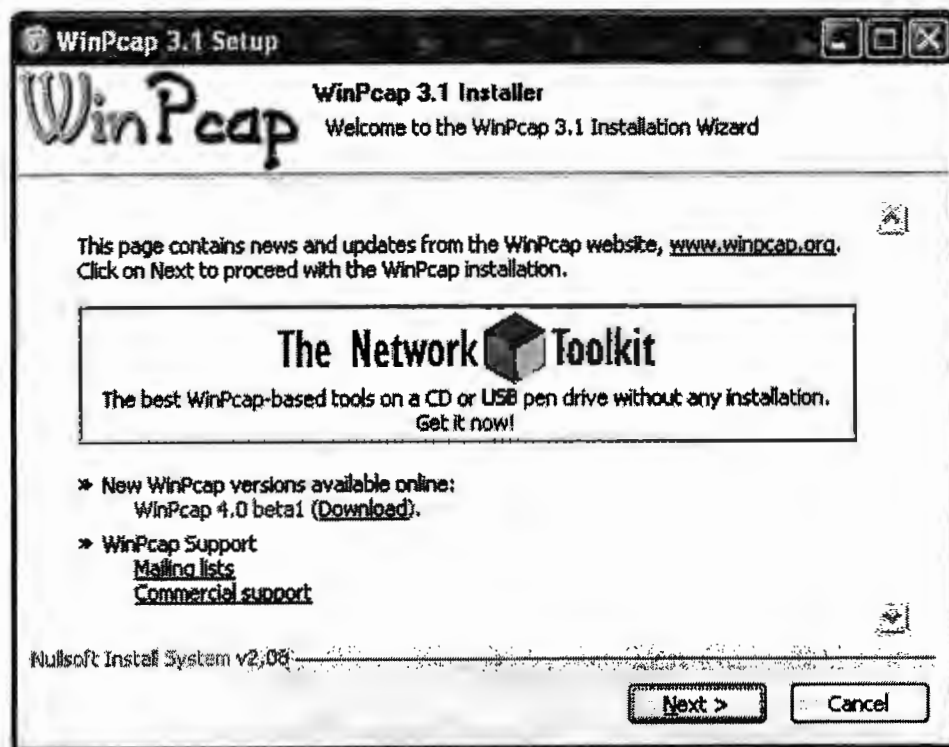 WinPcap 3.1 Setup
WinPcap
WinPcap 3.1 Installer
Welcome to the WinPcap 3.1 Installation Wizard
This page contains news and updates from the WinPcap website, www.winpcap.org.
Click on Next to proceed with the WinPcap installation.
The Network Toolkit
The best WinPcap-based tools on a CD or USB pen drive without any installation.
Get it now!
» New WinPcap versions available online:
WinPcap 4.0 beta1 (Download).
» WinPcap Support
Mailing lists
Commercial support
Nullsoft Install System v2.08
Next >
Cancel